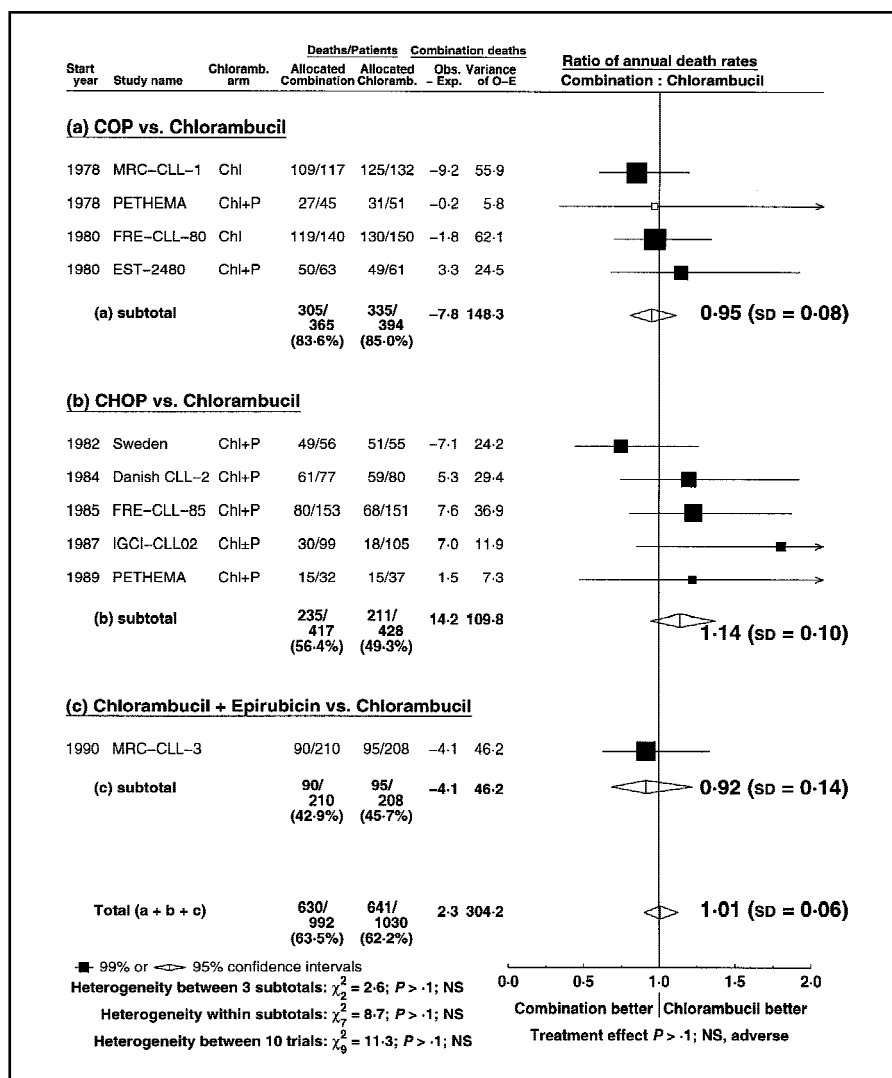 Deaths/Patients Combination deaths
Start year Study name Chloramb. arm Allocated Combination Allocated Chloramb. Obs. – Exp. Variance of O–E
Ratio of annual death rates
Combination : Chlorambucil
(a) COP vs. Chlorambucil
1978 MRC–CLL–1 Chl 109/117 125/132 –9·2 55·9
1978 PETHEMA Chl+P 27/45 31/51 –0·2 5·8
1980 FRE–CLL–80 Chl 119/140 130/150 –1·8 62·1
1980 EST–2480 Chl+P 50/63 49/61 3·3 24·5
(a) subtotal 305/365 (83·6%) 335/394 (85·0%) –7·8 148·3 0·95 (SD = 0·08)
(b) CHOP vs. Chlorambucil
1982 Sweden Chl+P 49/56 51/55 –7·1 24·2
1984 Danish CLL–2 Chl+P 61/77 59/80 5·3 29·4
1985 FRE–CLL–85 Chl+P 80/153 68/151 7·6 36·9
1987 IGCI–CLL02 Chl±P 30/99 18/105 7·0 11·9
1989 PETHEMA Chl+P 15/32 15/37 1·5 7·3
(b) subtotal 235/417 (56·4%) 211/428 (49·3%) 14·2 109·8 1·14 (SD = 0·10)
(c) Chlorambucil + Epirubicin vs. Chlorambucil
1990 MRC–CLL–3 90/210 95/208 –4·1 46·2
(c) subtotal 90/210 (42·9%) 95/208 (45·7%) –4·1 46·2 0·92 (SD = 0·14)
Total (a + b + c) 630/992 (63·5%) 641/1030 (62·2%) 2·3 304·2 1·01 (SD = 0·06)
99% or 95% confidence intervals
Heterogeneity between 3 subtotals: χ²₂ = 2·6; P > ·1; NS
Heterogeneity within subtotals: χ²₇ = 8·7; P > ·1; NS
Heterogeneity between 10 trials: χ²₉ = 11·3; P > ·1; NS
0·0 0·5 1·0 1·5 2·0
Combination better Chlorambucil better
Treatment effect P > ·1; NS, adverse